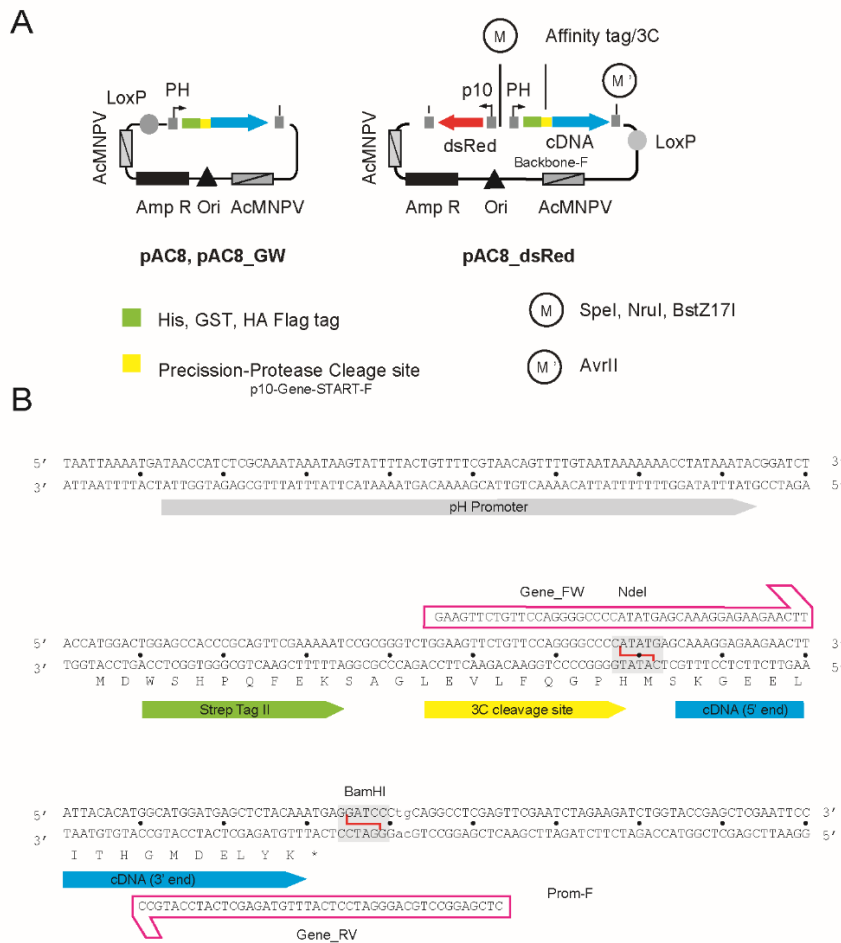 A
M
Affinity tag/3C
M'
LoxP
PH
p10
PH
AcMNPV
AcMNPV
dsRed
cDNA
LoxP
Backbone-F
Amp R
Ori
AcMNPV
Amp R
Ori
AcMNPV
pAC8, pAC8_GW
pAC8_dsRed
His, GST, HA Flag tag
M
SpeI, NruI, BstZ17I
Precission-Protease Cleage site
M'
AvrII
p10-Gene-START-F
B
5' TAATTAAAATGATAACCATCTCGCAAATAAATAAGTATTTTACTGTTTTCGTAACAGTTTTGTAATAAAAAAACCTATAAATACGGATCT 3'
3' ATTAATTTTACTATTGGTAGAGCGTTTATTTATTCATAAAATGACAAAAGCATTGTCAAAACATTATTTTTTTGGATATTTATGCCTAGA 5'
pH Promoter
Gene_FW NdeI
GAAGTTCTGTTCCAGGGGCCCCATATGAGCAAAGGAGAAGAACTT
5' ACCATGGACTGGAGCCACCCGCAGTTCGAAAAATCCGCGGGTCTGGAAGTTCTGTTCCAGGGGCCCCATATGAGCAAAGGAGAAGAACTT 3'
3' TGGTACCTGACCTCGGTGGGCGTCAAGCTTTTTAGGCGCCCAGACCTTCAAGACAAGGTCCCCGGGGTATACTCGTTTCCTCTTCTTGAA 5'
M D W S H P Q F E K S A G L E V L F Q G P H M S K G E E L
Strep Tag II
3C cleavage site
cDNA (5' end)
BamHI
5' ATTACACATGGCATGGATGAGCTCTACAAATGAGGATCCCtgCAGGCCTCGAGTTCGAATCTAGAAGATCTGGTACCGAGCTCGAATTCC 3'
3' TAATGTGTACCGTACCTACTCGAGATGTTTACTCCTAGGGacGTCCGGAGCTCAAGCTTAGATCTTCTAGACCATGGCTCGAGCTTAAGG 5'
I T H G M D E L Y K *
cDNA (3' end)
CCGTACCTACTCGAGATGTTTACTCCTAGGGACGTCCGGAGCTC
Prom-F
Gene_RV